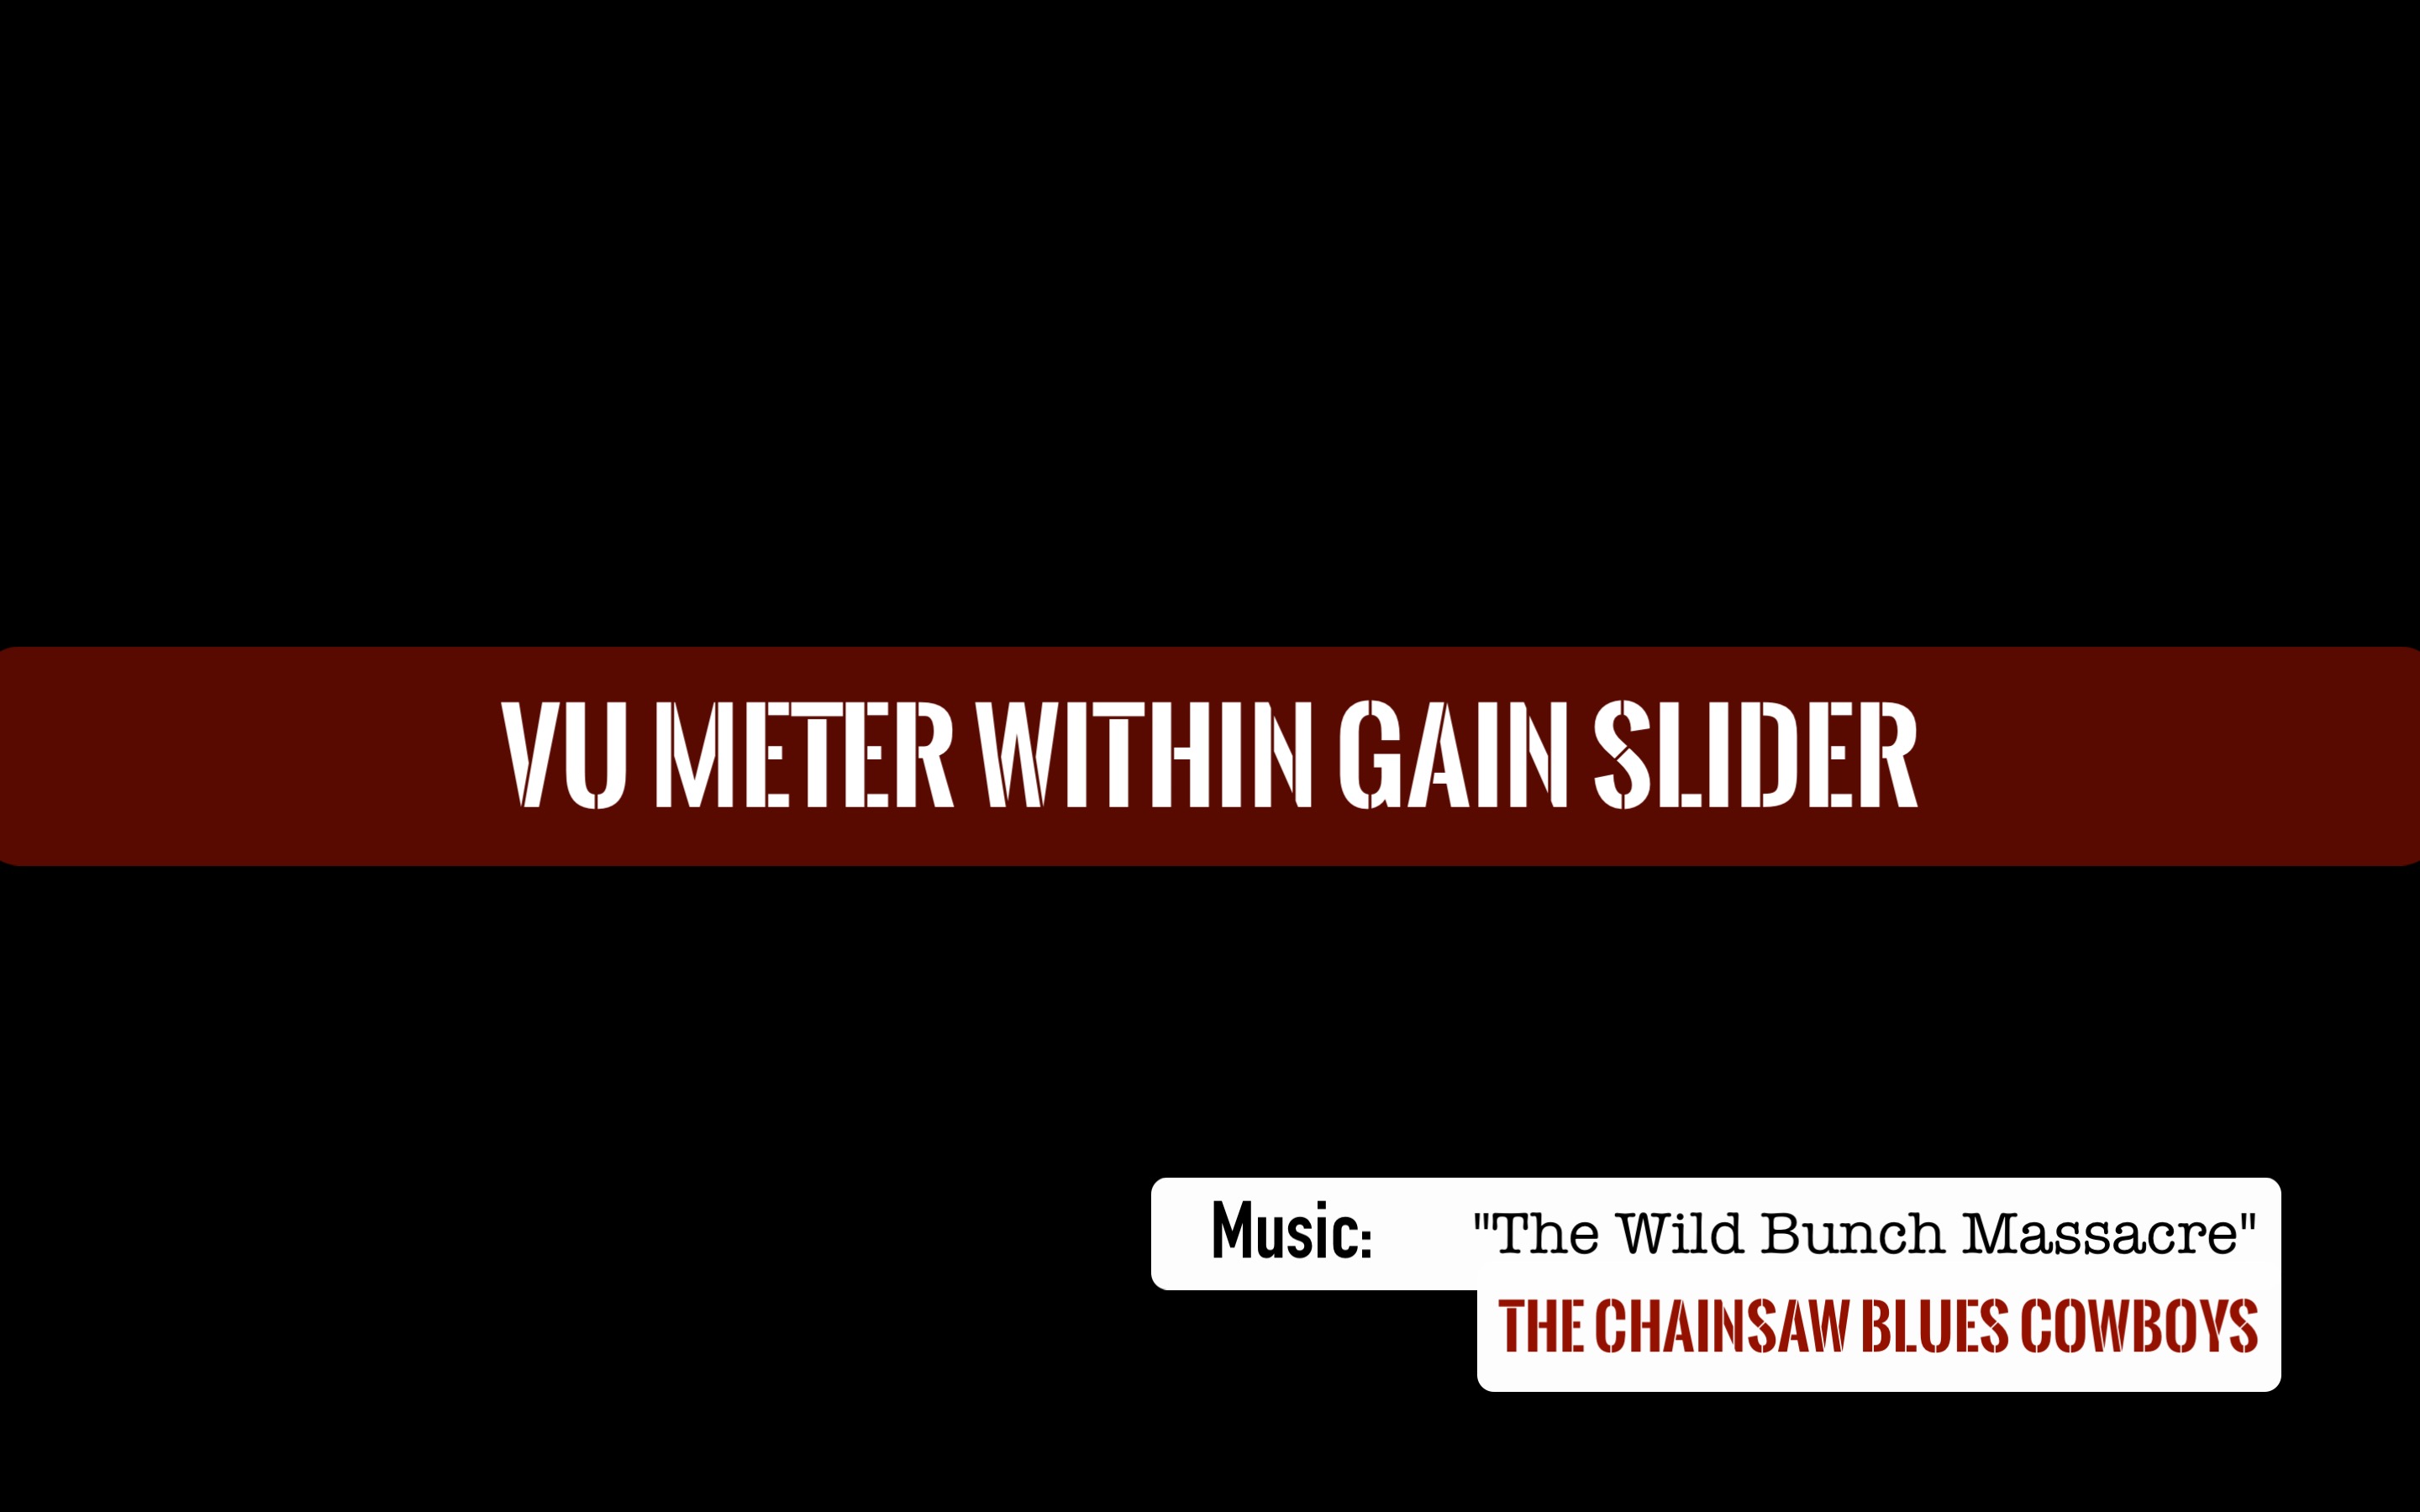 VU METER WITHIN GAIN SLIDER
Music: "The Wild Bunch Massacre"
THE CHAINSAW BLUES COWBOYS